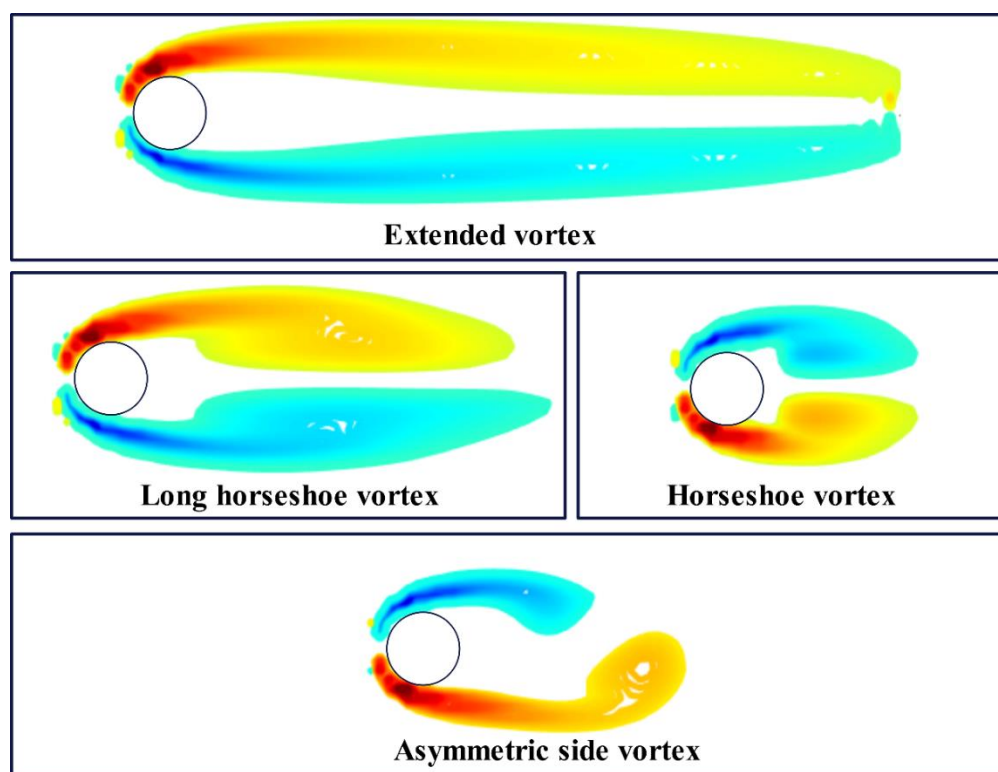 Extended vortex
Long horseshoe vortex
Horseshoe vortex
Asymmetric side vortex